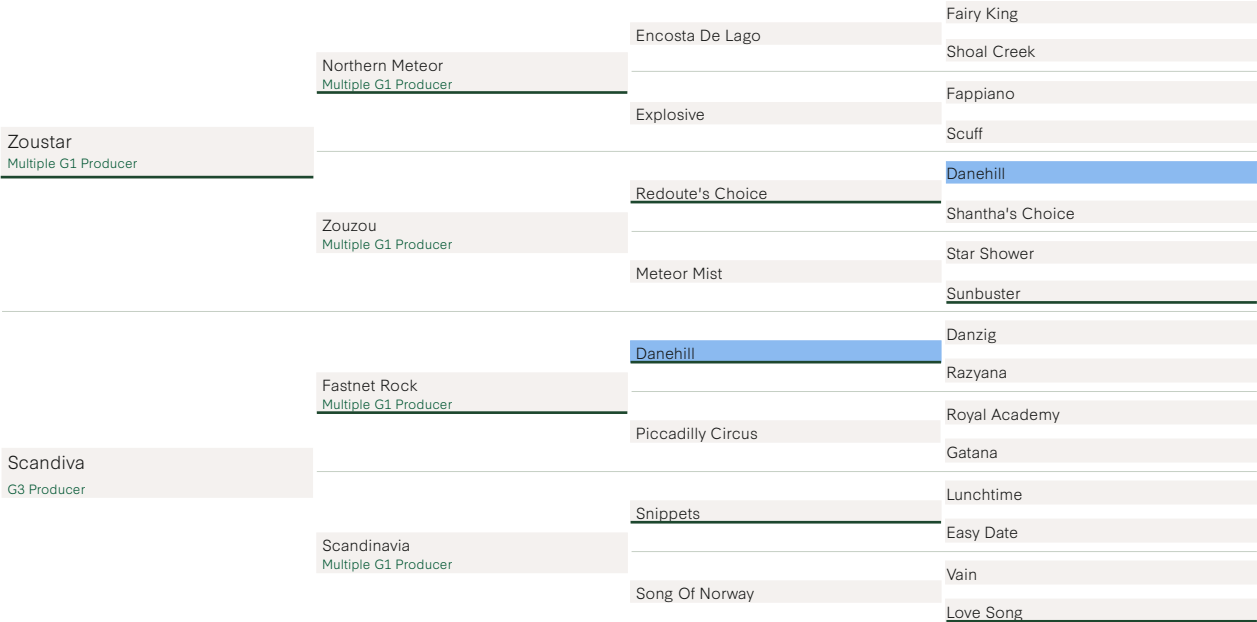 Zoustar
Multiple G1 Producer
Scandiva
G3 Producer
Northern Meteor
Multiple G1 Producer
Zouzou
Multiple G1 Producer
Fastnet Rock
Multiple G1 Producer
Scandinavia
Multiple G1 Producer
Encosta De Lago
Explosive
Redoute's Choice
Meteor Mist
Danehill
Piccadilly Circus
Snippets
Song Of Norway
Fairy King
Shoal Creek
Fappiano
Scuff
Danehill
Shantha's Choice
Star Shower
Sunbuster
Danzig
Razyana
Royal Academy
Gatana
Lunchtime
Easy Date
Vain
Love Song